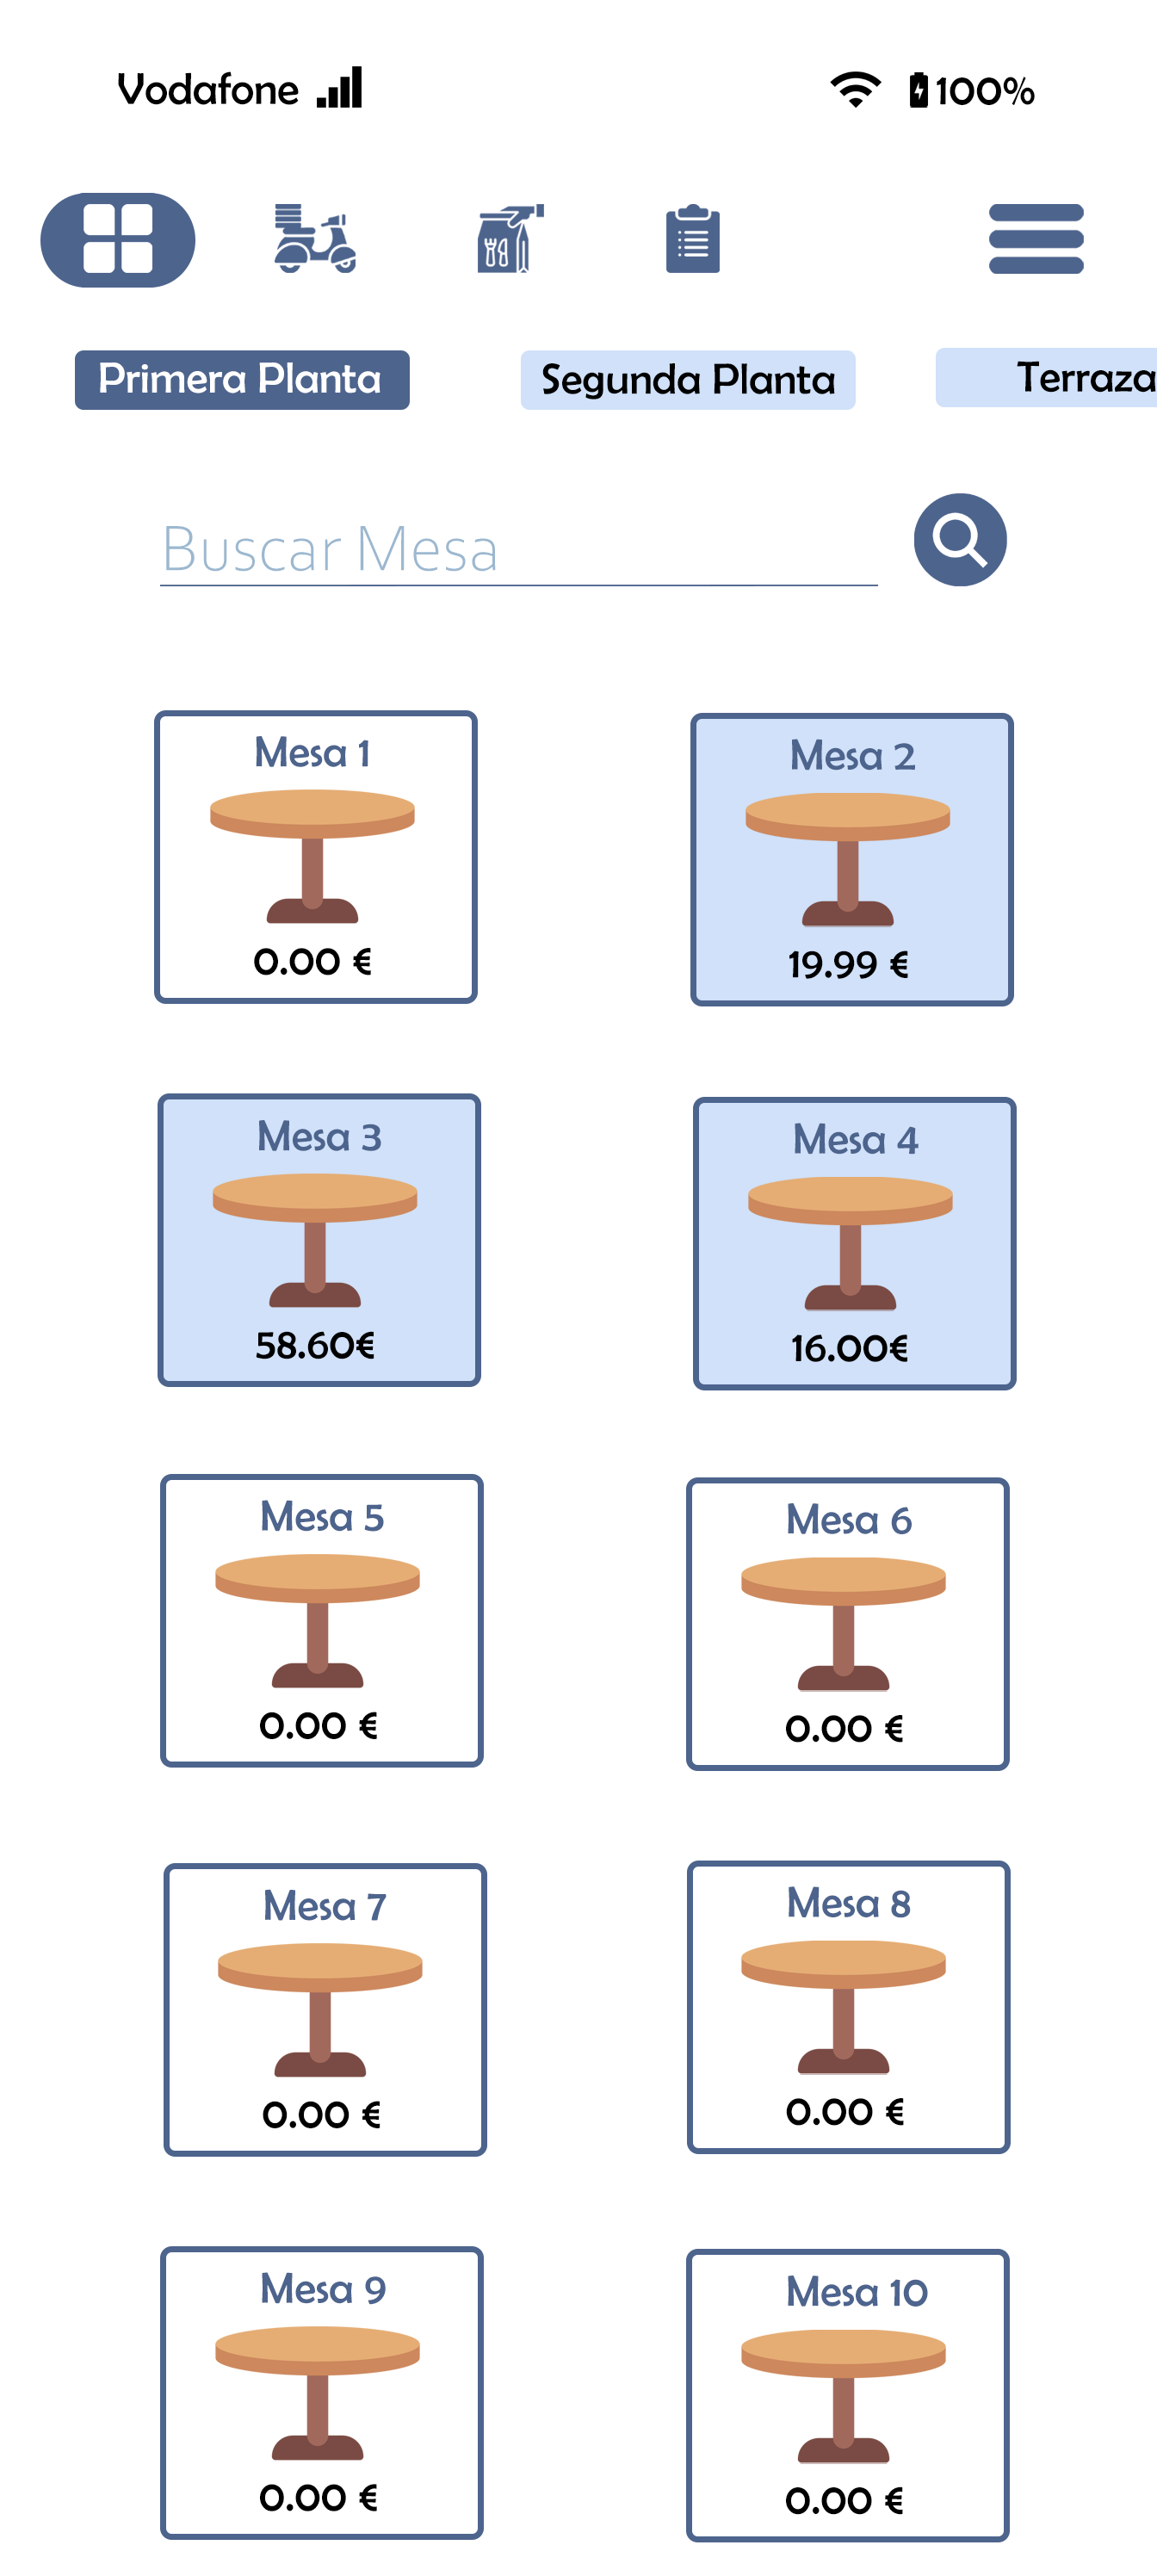 Vodafone 100%
Primera Planta Segunda Planta Terraza
Buscar Mesa
Mesa 1 Mesa 2
0.00 € 19.99 €
Mesa 3 Mesa 4
58.60€ 16.00€
Mesa 5 Mesa 6
0.00 € 0.00 €
Mesa 7 Mesa 8
0.00 € 0.00 €
Mesa 9 Mesa 10
0.00 € 0.00 €